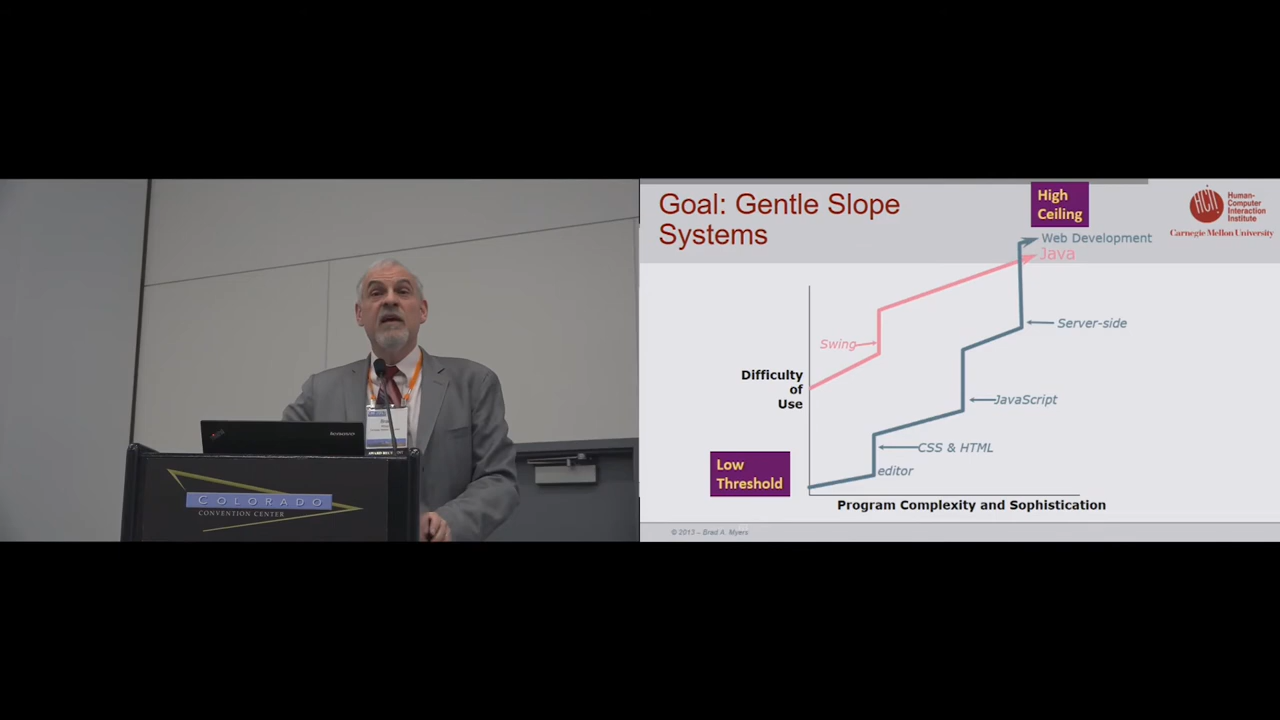 lenovo
COLORADO
CONVENTION CENTER
Goal: Gentle Slope
Systems
High
Ceiling
Human-
Computer
Interaction
Institute
Carnegie Mellon University
Web Development
Java
Server-side
Swing
Difficulty
of
Use
JavaScript
CSS & HTML
editor
Low
Threshold
Program Complexity and Sophistication
© 2013 – Brad A. Myers